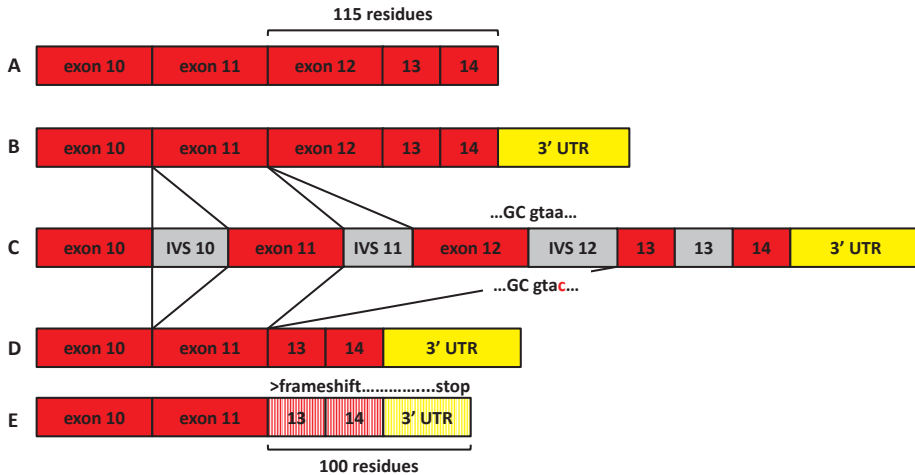 115 residues
A exon 10 exon 11 exon 12 13 14
B exon 10 exon 11 exon 12 13 14 3' UTR
...GC gtaa...
C exon 10 IVS 10 exon 11 IVS 11 exon 12 IVS 12 13 13 14 3' UTR
...GC gtac...
D exon 10 exon 11 13 14 3' UTR
>frameshift.................stop
E exon 10 exon 11 13 14 3' UTR
100 residues